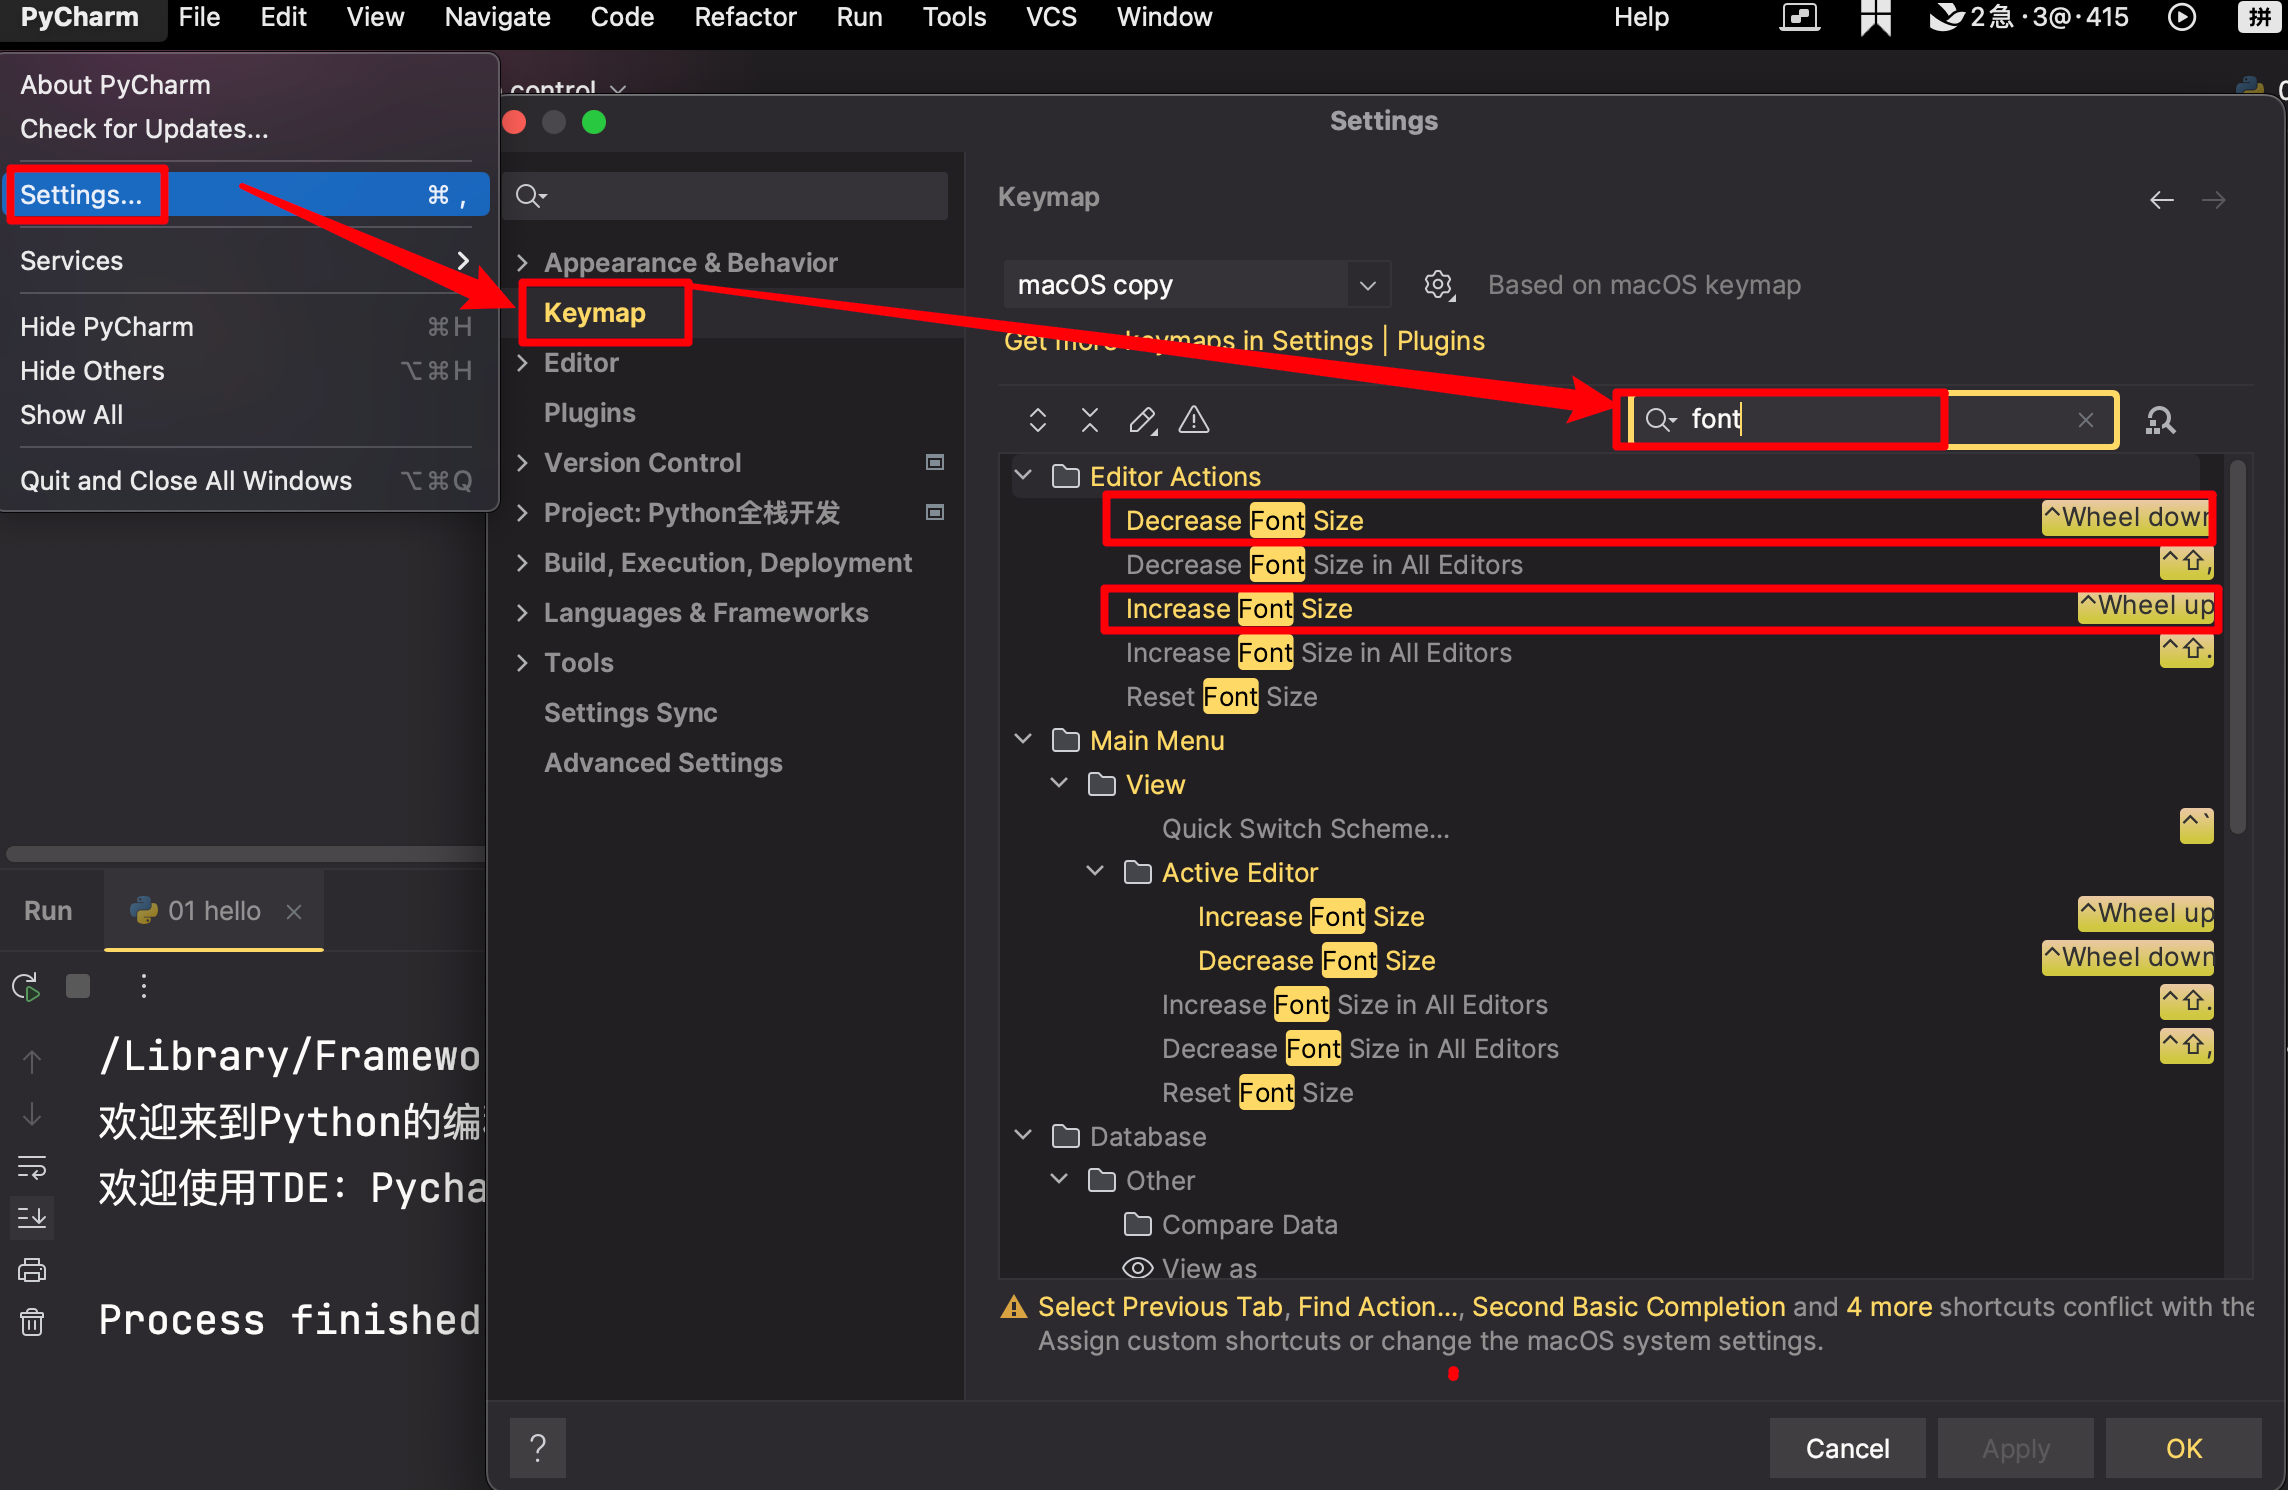 PyCharm File Edit View Navigate Code Refactor Run Tools VCS Window Help 2急·3@·415 拼
About PyCharm
Check for Updates...
Settings... ⌘ ,
Services
Hide PyCharm ⌘H
Hide Others ⌥⌘H
Show All
Quit and Close All Windows ⌥⌘Q
control
Settings
Appearance & Behavior
Keymap
Editor
Plugins
Version Control
Project: Python全栈开发
Build, Execution, Deployment
Languages & Frameworks
Tools
Settings Sync
Advanced Settings
Keymap
macOS copy Based on macOS keymap
Get more keymaps in Settings | Plugins
font
Editor Actions
Decrease Font Size ^Wheel down
Decrease Font Size in All Editors ^⇧,
Increase Font Size ^Wheel up
Increase Font Size in All Editors ^⇧.
Reset Font Size
Main Menu
View
Quick Switch Scheme... ^`
Active Editor
Increase Font Size ^Wheel up
Decrease Font Size ^Wheel down
Increase Font Size in All Editors ^⇧.
Decrease Font Size in All Editors ^⇧,
Reset Font Size
Database
Other
Compare Data
View as
Select Previous Tab, Find Action..., Second Basic Completion and 4 more shortcuts conflict with the
Assign custom shortcuts or change the macOS system settings.
? Cancel Apply OK
Run 01 hello
/Library/Framewo
欢迎来到Python的编
欢迎使用TDE：Pycha
Process finished